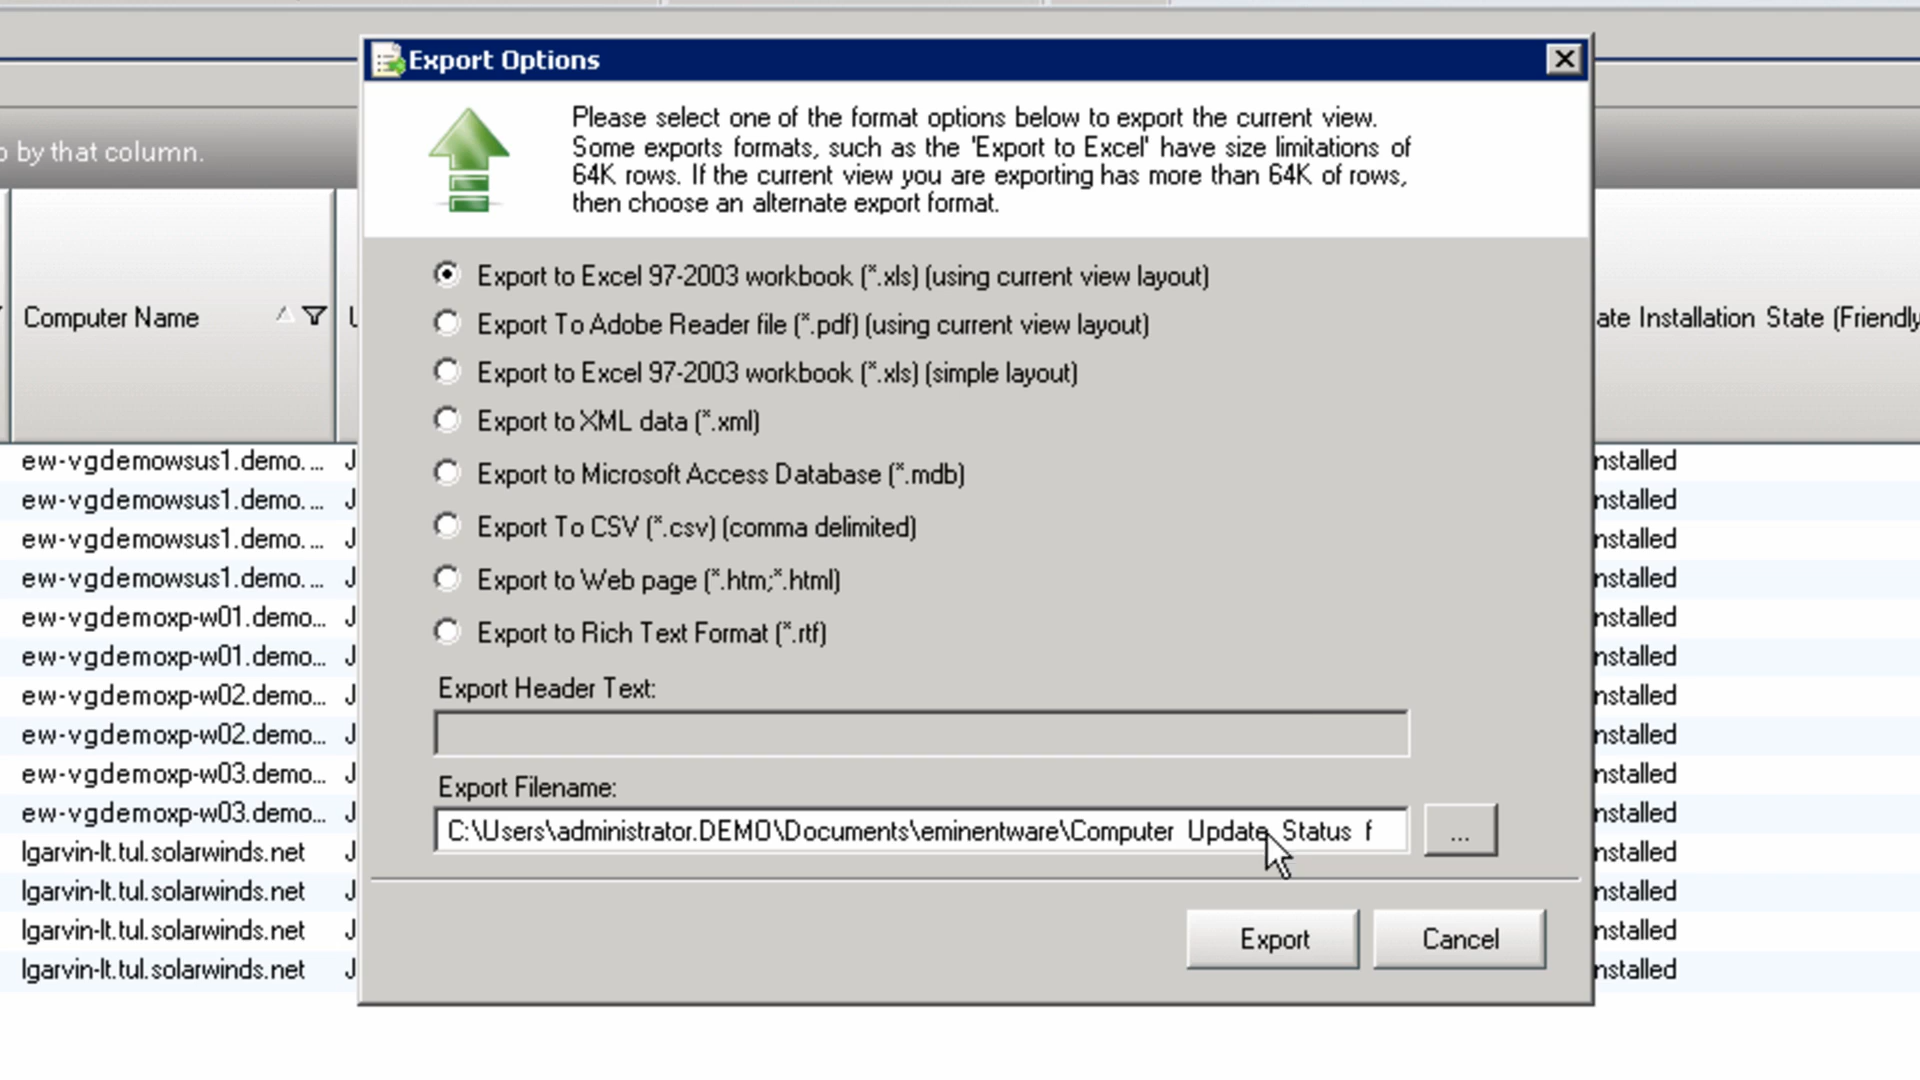 Export Options
Please select one of the format options below to export the current view.
Some exports formats, such as the 'Export to Excel' have size limitations of
64K rows. If the current view you are exporting has more than 64K of rows,
then choose an alternate export format.
by that column.
Computer Name
Installation State (Friendly
Export to Excel 97-2003 workbook (*.xls) (using current view layout)
Export To Adobe Reader file (*.pdf) (using current view layout)
Export to Excel 97-2003 workbook (*.xls) (simple layout)
Export to XML data (*.xml)
Export to Microsoft Access Database (*.mdb)
Export To CSV (*.csv) (comma delimited)
Export to Web page (*.htm;*.html)
Export to Rich Text Format (*.rtf)
Export Header Text:
Export Filename:
C:\Users\administrator.DEMO\Documents\eminentware\Computer Update Status f
...
Export
Cancel
ew-vgdemowsus1.demo....
ew-vgdemowsus1.demo....
ew-vgdemowsus1.demo....
ew-vgdemowsus1.demo....
ew-vgdemoxp-w01.demo...
ew-vgdemoxp-w01.demo...
ew-vgdemoxp-w02.demo...
ew-vgdemoxp-w02.demo...
ew-vgdemoxp-w03.demo...
ew-vgdemoxp-w03.demo...
lgarvin-lt.tul.solarwinds.net
lgarvin-lt.tul.solarwinds.net
lgarvin-lt.tul.solarwinds.net
lgarvin-lt.tul.solarwinds.net
nstalled
nstalled
nstalled
nstalled
nstalled
nstalled
nstalled
nstalled
nstalled
nstalled
nstalled
nstalled
nstalled
nstalled